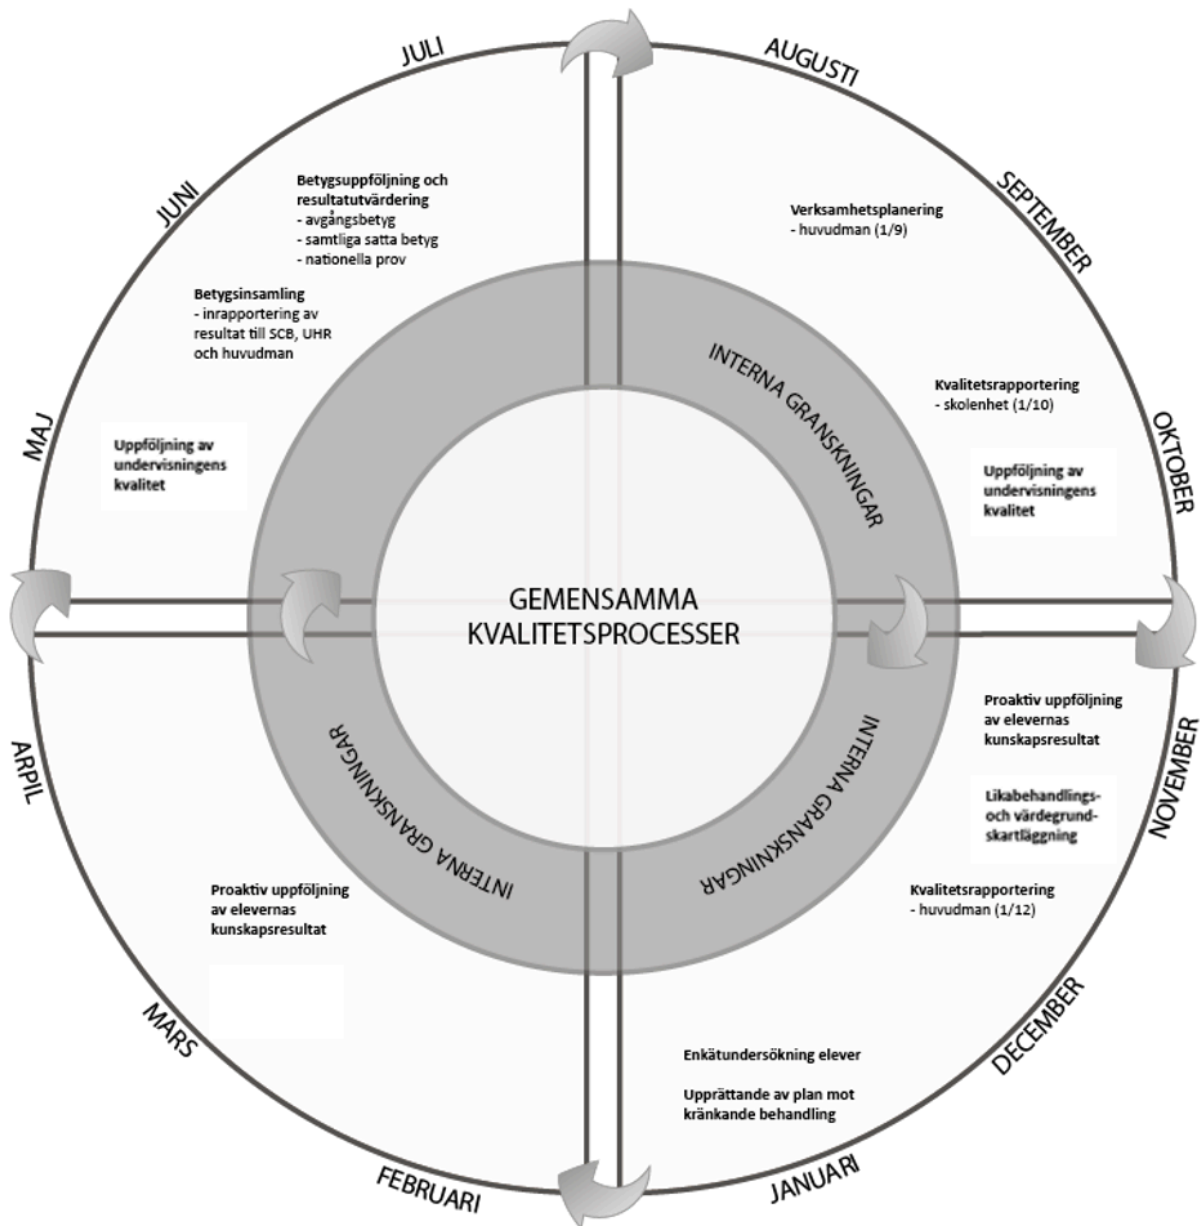 JULI
AUGUSTI
JUNI
SEPTEMBER
Betygsuppföljning och
resultatutvärdering
- avgångsbetyg
- samtliga satta betyg
- nationella prov
Verksamhetsplanering
- huvudman (1/9)
Betygsinsamling
- inrapportering av
resultat till SCB, UHR
och huvudman
INTERNA GRANSKNINGAR
Kvalitetsrapportering
- skolenhet (1/10)
MAJ
OKTOBER
Uppföljning av
undervisningens
kvalitet
Uppföljning av
undervisningens
kvalitet
GEMENSAMMA
KVALITETSPROCESSER
Proaktiv uppföljning
av elevernas
kunskapsresultat
ARPIL
NOVEMBER
INTERNA GRANSKNINGAR
INTERNA GRANSKNINGAR
Likabehandlings-
och värdegrund-
skartläggning
Proaktiv uppföljning
av elevernas
kunskapsresultat
Kvalitetsrapportering
- huvudman (1/12)
MARS
DECEMBER
Enkätundersökning elever
Upprättande av plan mot
kränkande behandling
FEBRUARI
JANUARI